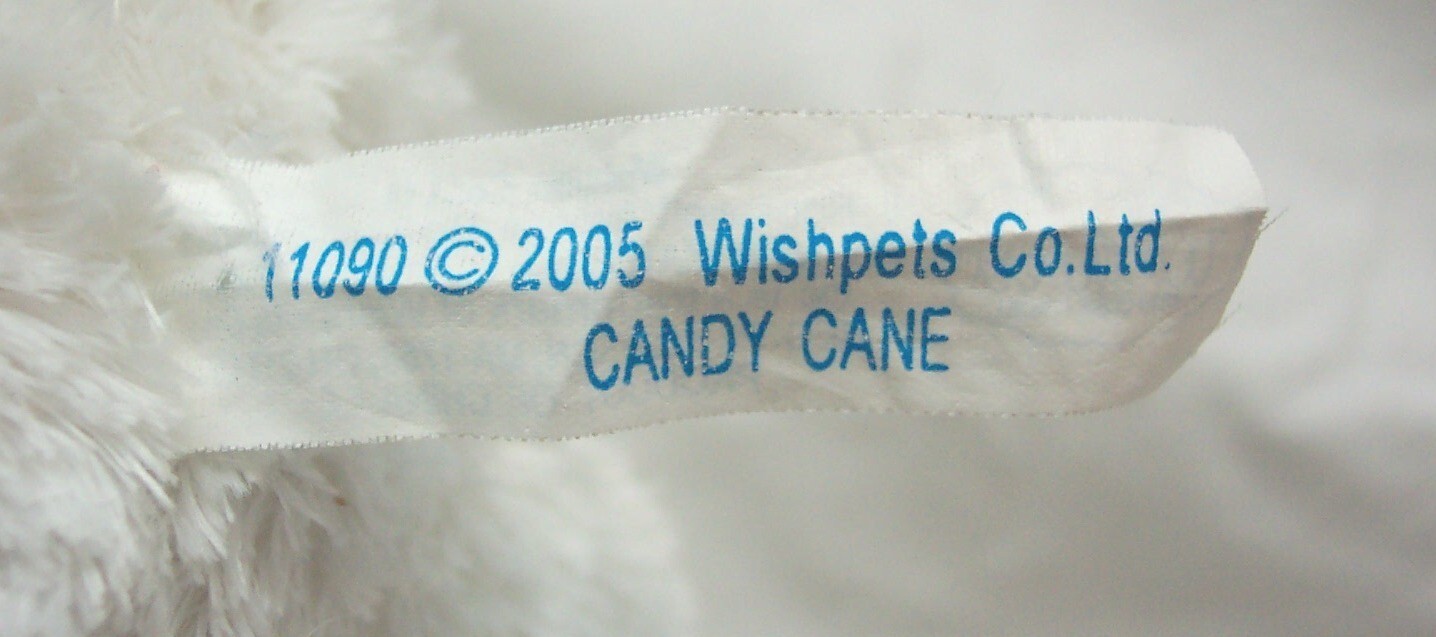 11090 © 2005 Wishpets Co.Ltd.
CANDY CANE